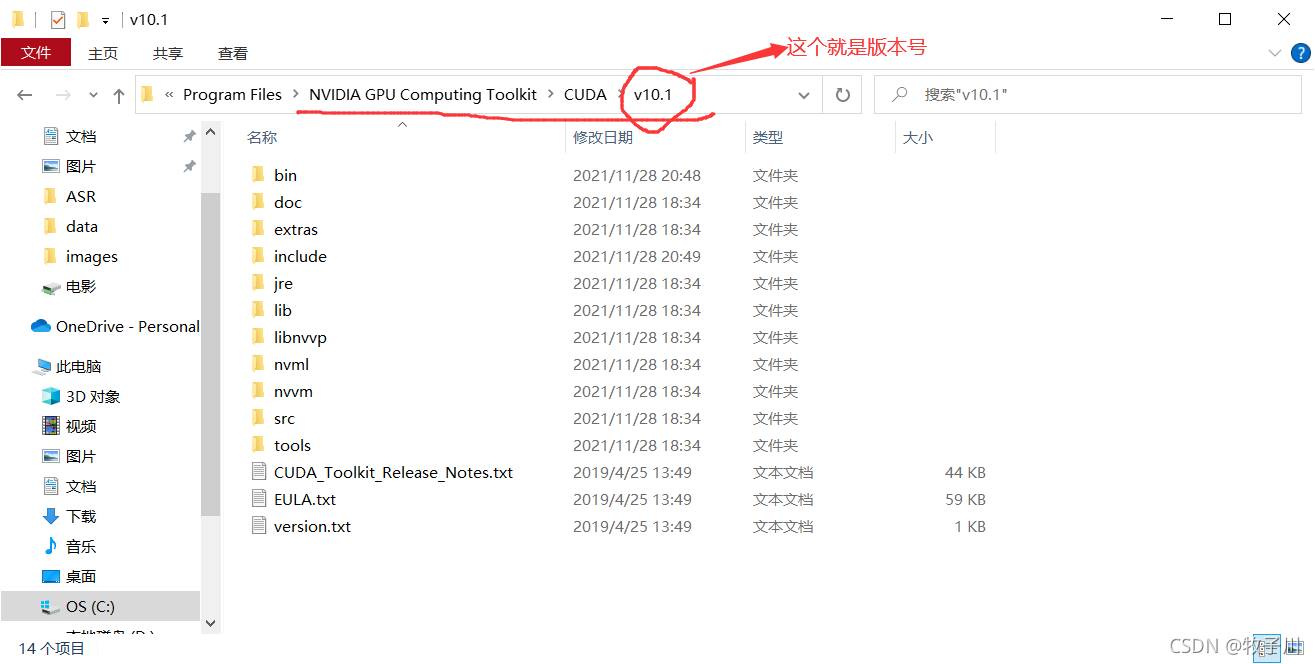 v10.1
文件 主页 共享 查看
这个就是版本号
« Program Files › NVIDIA GPU Computing Toolkit › CUDA › v10.1
搜索"v10.1"
名称 修改日期 类型 大小
文档
图片
ASR
data
images
电影
OneDrive - Personal
此电脑
3D 对象
视频
图片
文档
下载
音乐
桌面
OS (C:)
bin 2021/11/28 20:48 文件夹
doc 2021/11/28 18:34 文件夹
extras 2021/11/28 18:34 文件夹
include 2021/11/28 20:49 文件夹
jre 2021/11/28 18:34 文件夹
lib 2021/11/28 18:34 文件夹
libnvvp 2021/11/28 18:34 文件夹
nvml 2021/11/28 18:34 文件夹
nvvm 2021/11/28 18:34 文件夹
src 2021/11/28 18:34 文件夹
tools 2021/11/28 18:34 文件夹
CUDA_Toolkit_Release_Notes.txt 2019/4/25 13:49 文本文档 44 KB
EULA.txt 2019/4/25 13:49 文本文档 59 KB
version.txt 2019/4/25 13:49 文本文档 1 KB
14 个项目
CSDN @牧子川